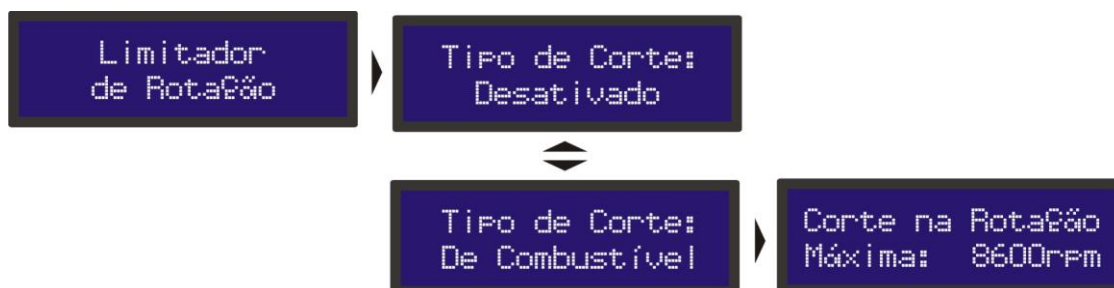 Limitador
de Rotação
Tipo de Corte:
Desativado
Tipo de Corte:
De Combustível
Corte na Rotação
Máxima: 8600rpm